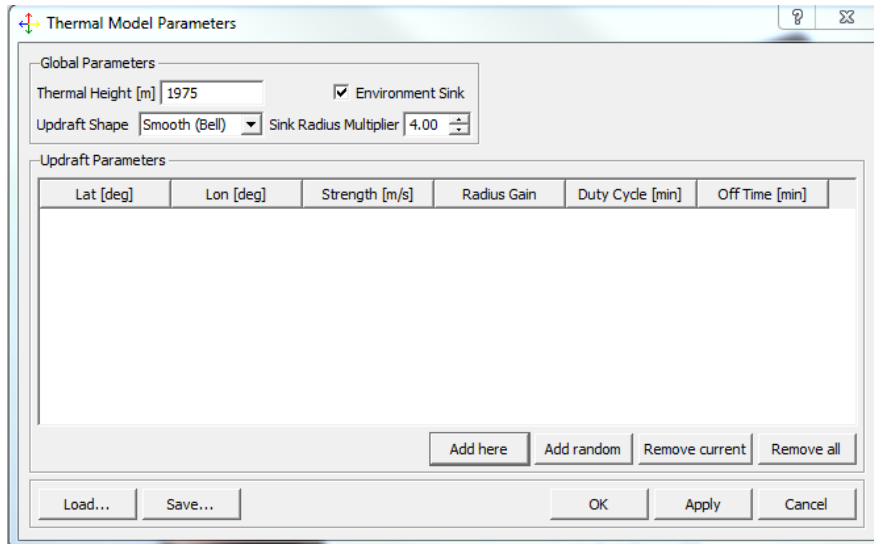 Thermal Model Parameters
Global Parameters
Thermal Height [m] 1975 Environment Sink
Updraft Shape Smooth (Bell) Sink Radius Multiplier 4.00
Updraft Parameters
Lat [deg] Lon [deg] Strength [m/s] Radius Gain Duty Cycle [min] Off Time [min]
Add here Add random Remove current Remove all
Load... Save... OK Apply Cancel